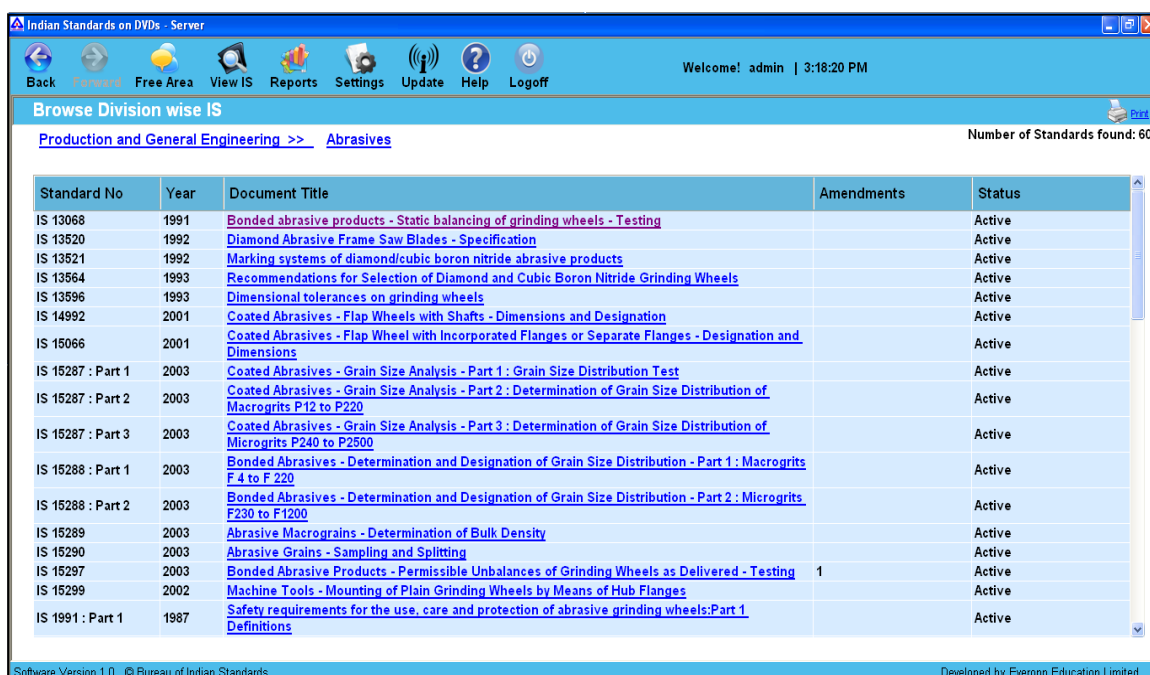 Indian Standards on DVDs - Server
Back Forward Free Area View IS Reports Settings Update Help Logoff
Welcome! admin | 3:18:20 PM
Browse Division wise IS
Print
Production and General Engineering >> Abrasives
Number of Standards found: 60
Standard No Year Document Title Amendments Status
IS 13068 1991 Bonded abrasive products - Static balancing of grinding wheels - Testing Active
IS 13520 1992 Diamond Abrasive Frame Saw Blades - Specification Active
IS 13521 1992 Marking systems of diamond/cubic boron nitride abrasive products Active
IS 13564 1993 Recommendations for Selection of Diamond and Cubic Boron Nitride Grinding Wheels Active
IS 13596 1993 Dimensional tolerances on grinding wheels Active
IS 14992 2001 Coated Abrasives - Flap Wheels with Shafts - Dimensions and Designation Active
IS 15066 2001 Coated Abrasives - Flap Wheel with Incorporated Flanges or Separate Flanges - Designation and
Dimensions Active
IS 15287 : Part 1 2003 Coated Abrasives - Grain Size Analysis - Part 1 : Grain Size Distribution Test Active
IS 15287 : Part 2 2003 Coated Abrasives - Grain Size Analysis - Part 2 : Determination of Grain Size Distribution of
Macrogrits P12 to P220 Active
IS 15287 : Part 3 2003 Coated Abrasives - Grain Size Analysis - Part 3 : Determination of Grain Size Distribution of
Microgrits P240 to P2500 Active
IS 15288 : Part 1 2003 Bonded Abrasives - Determination and Designation of Grain Size Distribution - Part 1 : Macrogrits
F 4 to F 220 Active
IS 15288 : Part 2 2003 Bonded Abrasives - Determination and Designation of Grain Size Distribution - Part 2 : Microgrits
F230 to F1200 Active
IS 15289 2003 Abrasive Macrograins - Determination of Bulk Density Active
IS 15290 2003 Abrasive Grains - Sampling and Splitting Active
IS 15297 2003 Bonded Abrasive Products - Permissible Unbalances of Grinding Wheels as Delivered - Testing 1 Active
IS 15299 2002 Machine Tools - Mounting of Plain Grinding Wheels by Means of Hub Flanges Active
IS 1991 : Part 1 1987 Safety requirements for the use, care and protection of abrasive grinding wheels:Part 1
Definitions Active
Software Version 1.0 © Bureau of Indian Standards Developed by Everonn Education Limited